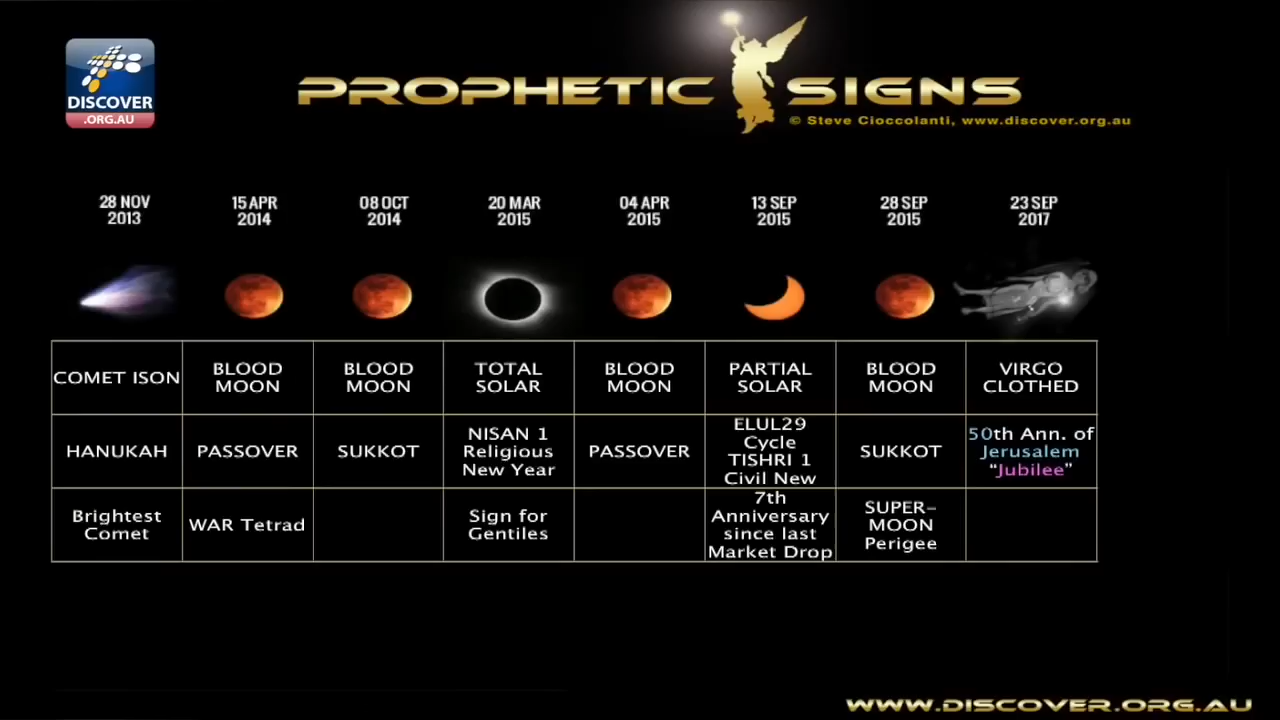 DISCOVER
.ORG.AU
PROPHETIC SIGNS
© Steve Cioccolanti, www.discover.org.au
28 NOV
2013
15 APR
2014
08 OCT
2014
20 MAR
2015
04 APR
2015
13 SEP
2015
28 SEP
2015
23 SEP
2017
COMET ISON
BLOOD
MOON
BLOOD
MOON
TOTAL
SOLAR
BLOOD
MOON
PARTIAL
SOLAR
BLOOD
MOON
VIRGO
CLOTHED
HANUKAH
PASSOVER
SUKKOT
NISAN 1
Religious
New Year
PASSOVER
ELUL29
Cycle
TISHRI 1
Civil New
SUKKOT
50th Ann. of
Jerusalem
“Jubilee”
Brightest
Comet
WAR Tetrad
Sign for
Gentiles
7th
Anniversary
since last
Market Drop
SUPER-
MOON
Perigee
WWW.DISCOVER.ORG.AU